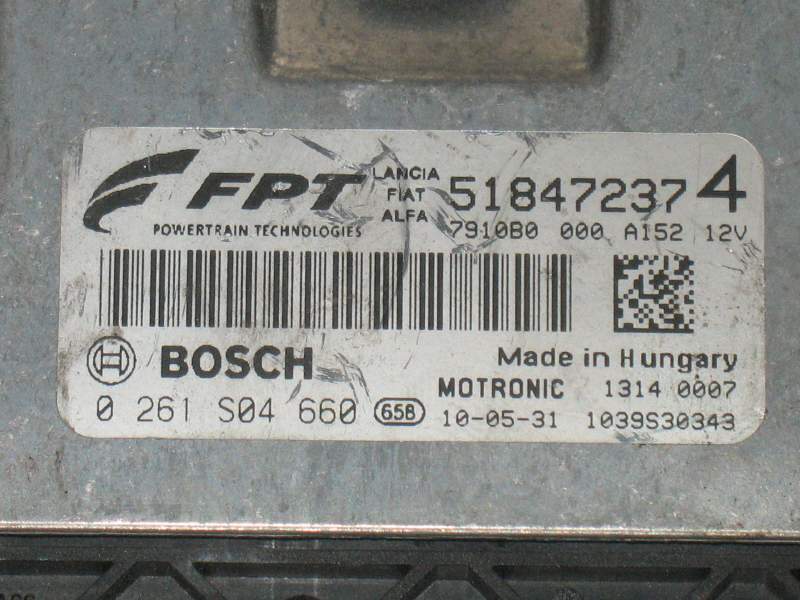 FPT
POWERTRAIN TECHNOLOGIES
LANCIA
FIAT
ALFA
51847237 4
7910B0 000 A152 12V
BOSCH
Made in Hungary
MOTRONIC 1314 0007
0 261 S04 660 65B
10-05-31 1039S30343